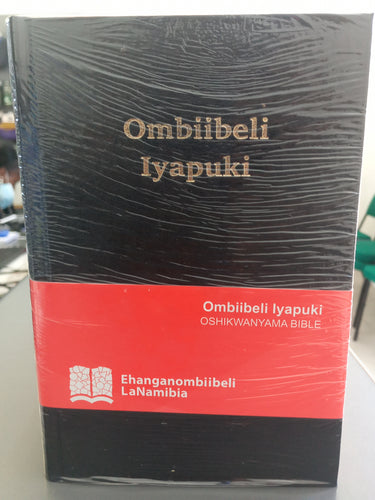 Ombiibeli
Iyapuki
Ombiibeli Iyapuki
OSHIKWANYAMA BIBLE
Ehanganombiibeli
LaNamibia